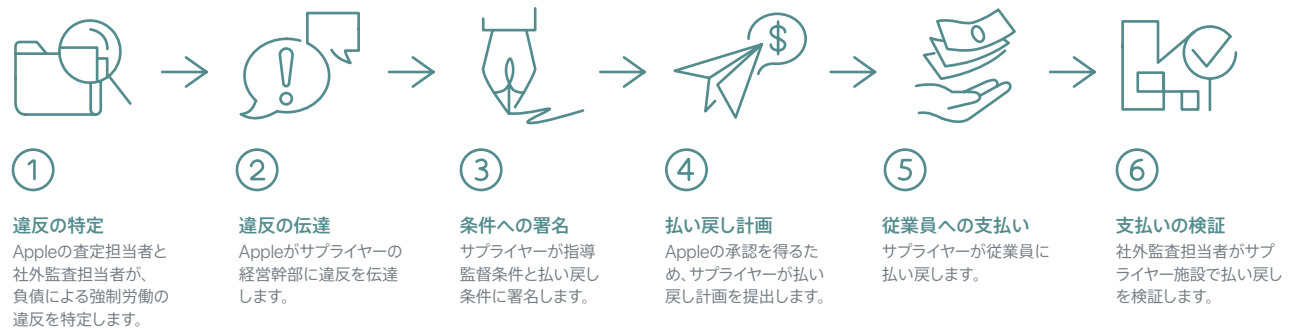 $
1
違反の特定
Appleの査定担当者と
社外監査担当者が、
負債による強制労働の
違反を特定します。
2
違反の伝達
Appleがサプライヤーの
経営幹部に違反を伝達
します。
3
条件への署名
サプライヤーが指導
監督条件と払い戻し
条件に署名します。
4
払い戻し計画
Appleの承認を得るた
め、サプライヤーが払い
戻し計画を提出します。
5
従業員への支払い
サプライヤーが従業員に
払い戻します。
6
支払いの検証
社外監査担当者がサプ
ライヤー施設で払い戻し
を検証します。